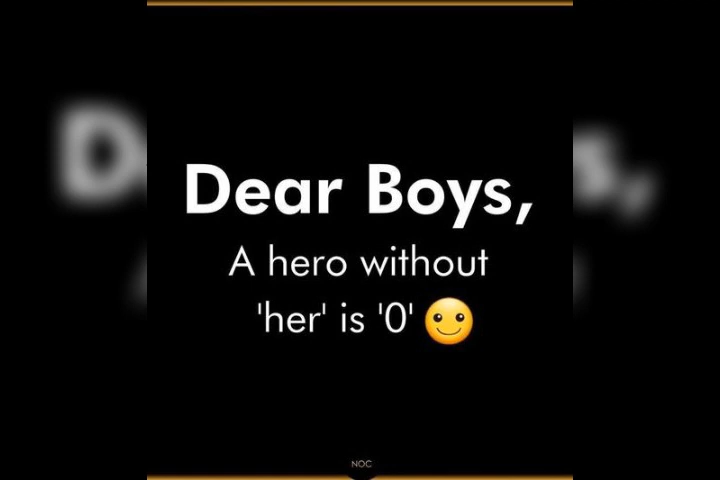 Dear Boys,
A hero without
'her' is '0' 🙂
NOC